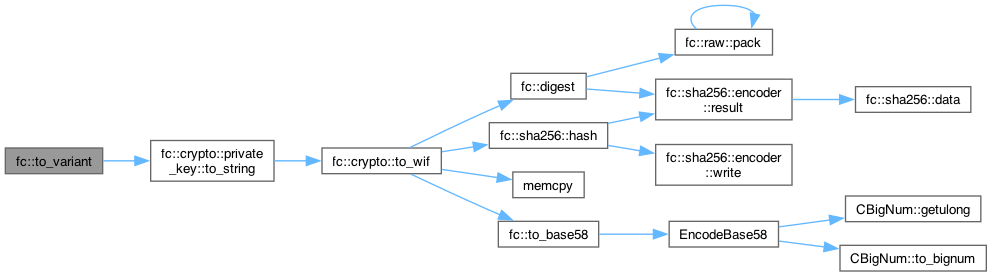 fc::to_variant
fc::crypto::private
_key::to_string
fc::crypto::to_wif
fc::digest
fc::raw::pack
fc::sha256::encoder
::result
fc::sha256::data
fc::sha256::hash
fc::sha256::encoder
::write
memcpy
fc::to_base58
EncodeBase58
CBigNum::getulong
CBigNum::to_bignum